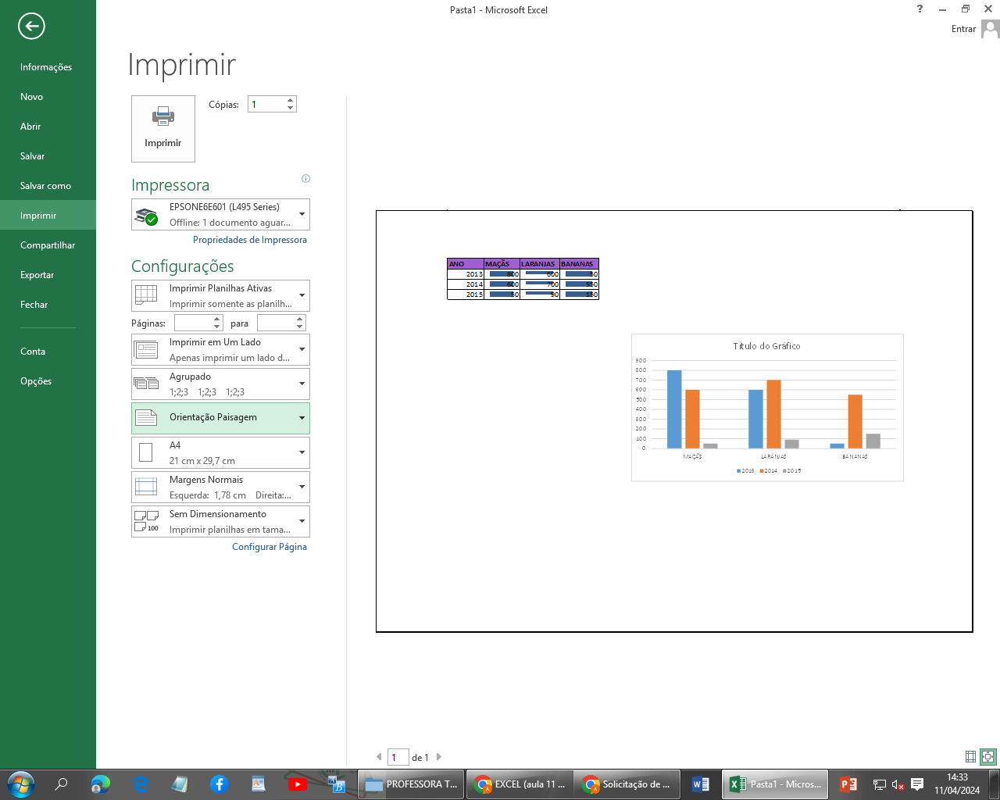 Pasta1 - Microsoft Excel
?
Entrar
Informações
Novo
Abrir
Salvar
Salvar como
Imprimir
Compartilhar
Exportar
Fechar
Conta
Opções
Imprimir
Imprimir
Cópias: 1
Impressora
EPSONE6E601 (L495 Series)
Offline: 1 documento aguar...
Propriedades de Impressora
Configurações
Imprimir Planilhas Ativas
Imprimir somente as planilh...
Páginas: para
Imprimir em Um Lado
Apenas imprimir um lado d...
Agrupado
1;2;3 1;2;3 1;2;3
Orientação Paisagem
A4
21 cm x 29,7 cm
Margens Normais
Esquerda: 1,78 cm Direita:...
Sem Dimensionamento
100
Imprimir planilhas em tama...
Configurar Página
ANO MAÇÃS LARANJAS BANANAS
2013 800 600 50
2014 600 700 550
2015 50 90 150
Título do Gráfico
900
800
700
600
500
400
300
200
100
0
MAÇÃS LARANJAS BANANAS
2013 2014 2015
1 de 1
PROFESSORA T...
EXCEL (aula 11 ...
Solicitação de ...
Pasta1 - Micros...
14:33
11/04/2024